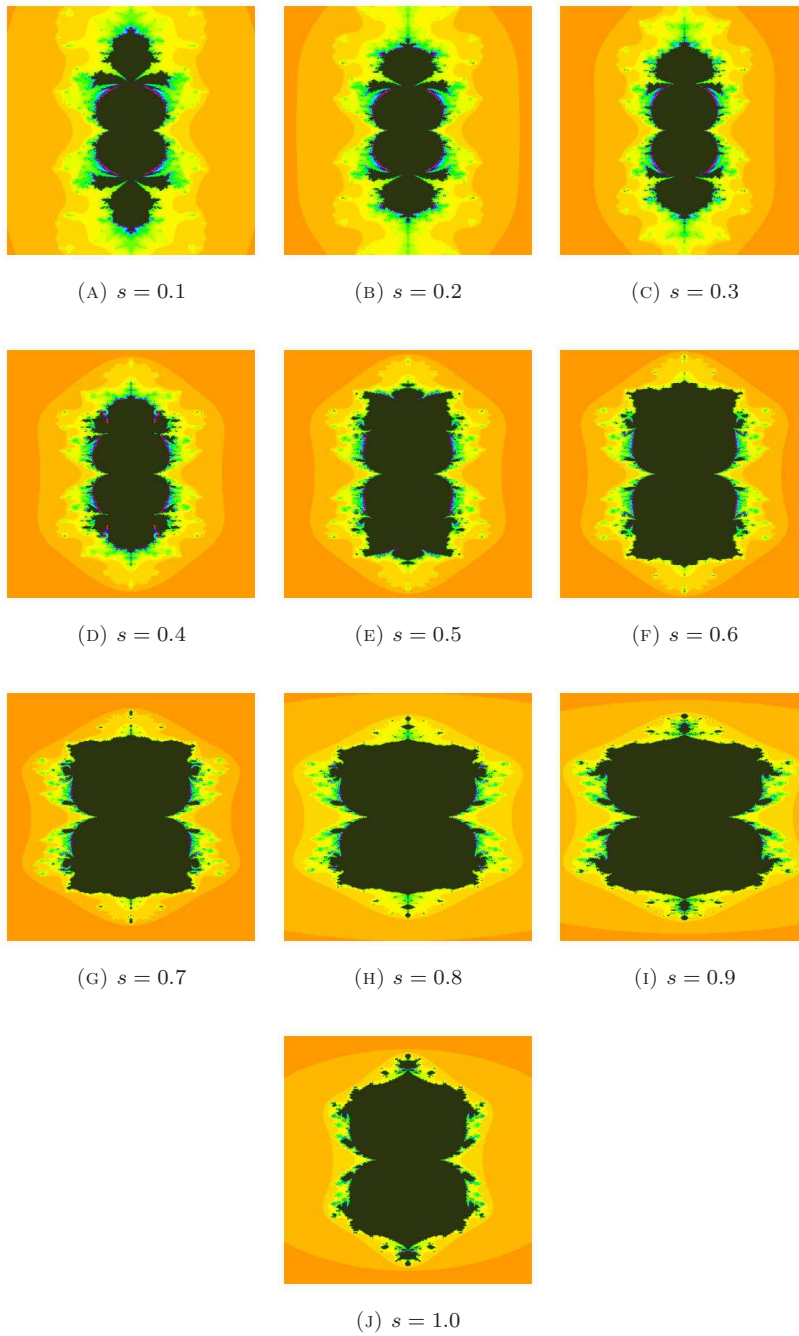 (A) s = 0.1
(B) s = 0.2
(C) s = 0.3
(D) s = 0.4
(E) s = 0.5
(F) s = 0.6
(G) s = 0.7
(H) s = 0.8
(I) s = 0.9
(J) s = 1.0